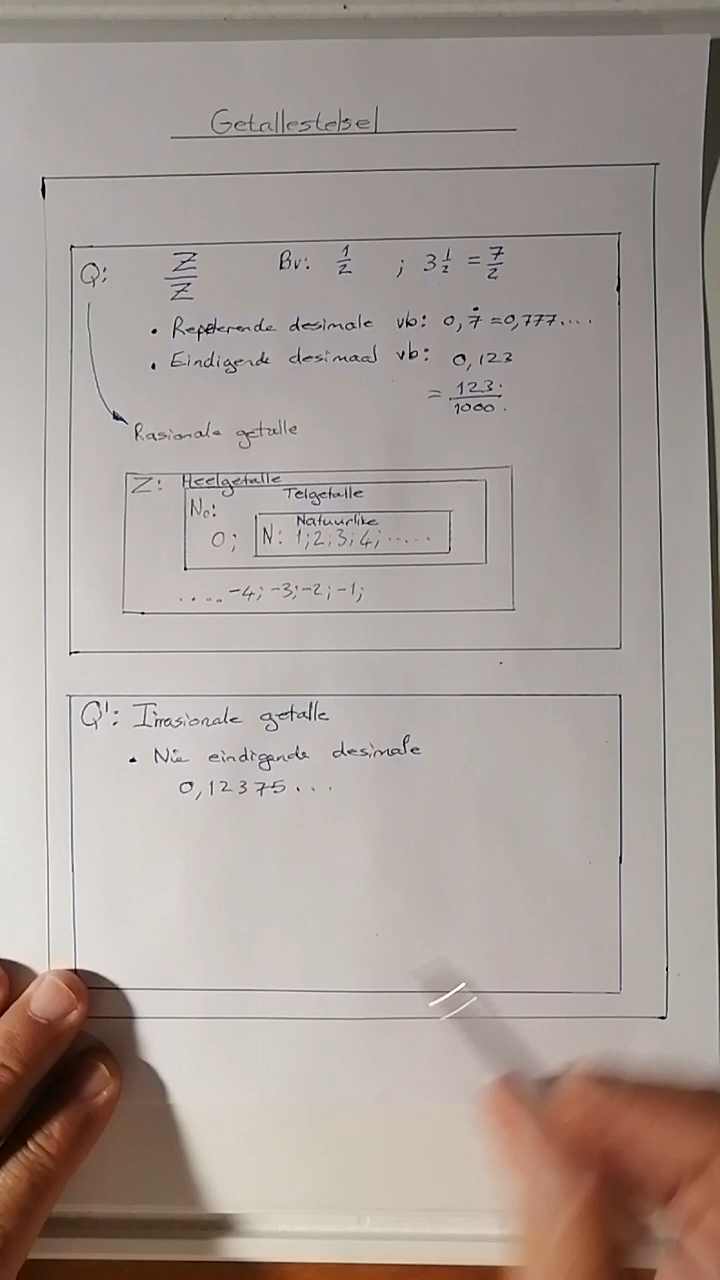 Getallestelsel
Q: Z/Z Bv: 1/2 ; 3 1/2 = 7/2
• Repeterende desimale vb: 0,7̇ = 0,777....
• Eindigende desimaal vb: 0,123
= 123/1000
Rasionale getalle
Z: Heelgetalle
Telgetalle
N₀:
Natuurlike
0; N: 1;2;3;4;.....
.... -4; -3; -2; -1;
Q': Irrasionale getalle
• Nie eindigende desimale
0,12375...